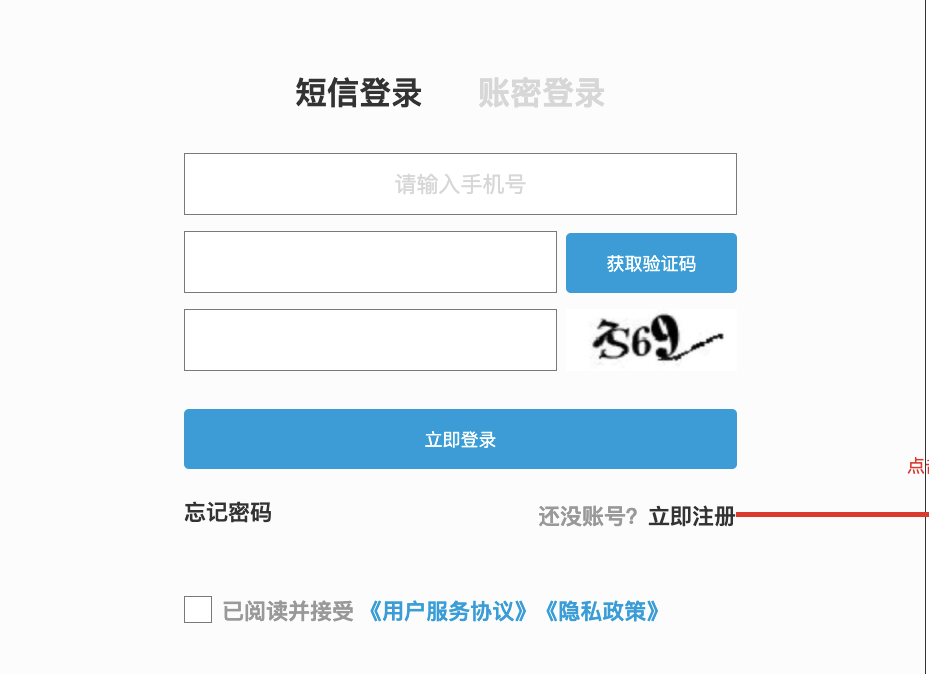 短信登录 账密登录
请输入手机号
获取验证码
立即登录
点
忘记密码
还没账号? 立即注册
已阅读并接受 《用户服务协议》《隐私政策》